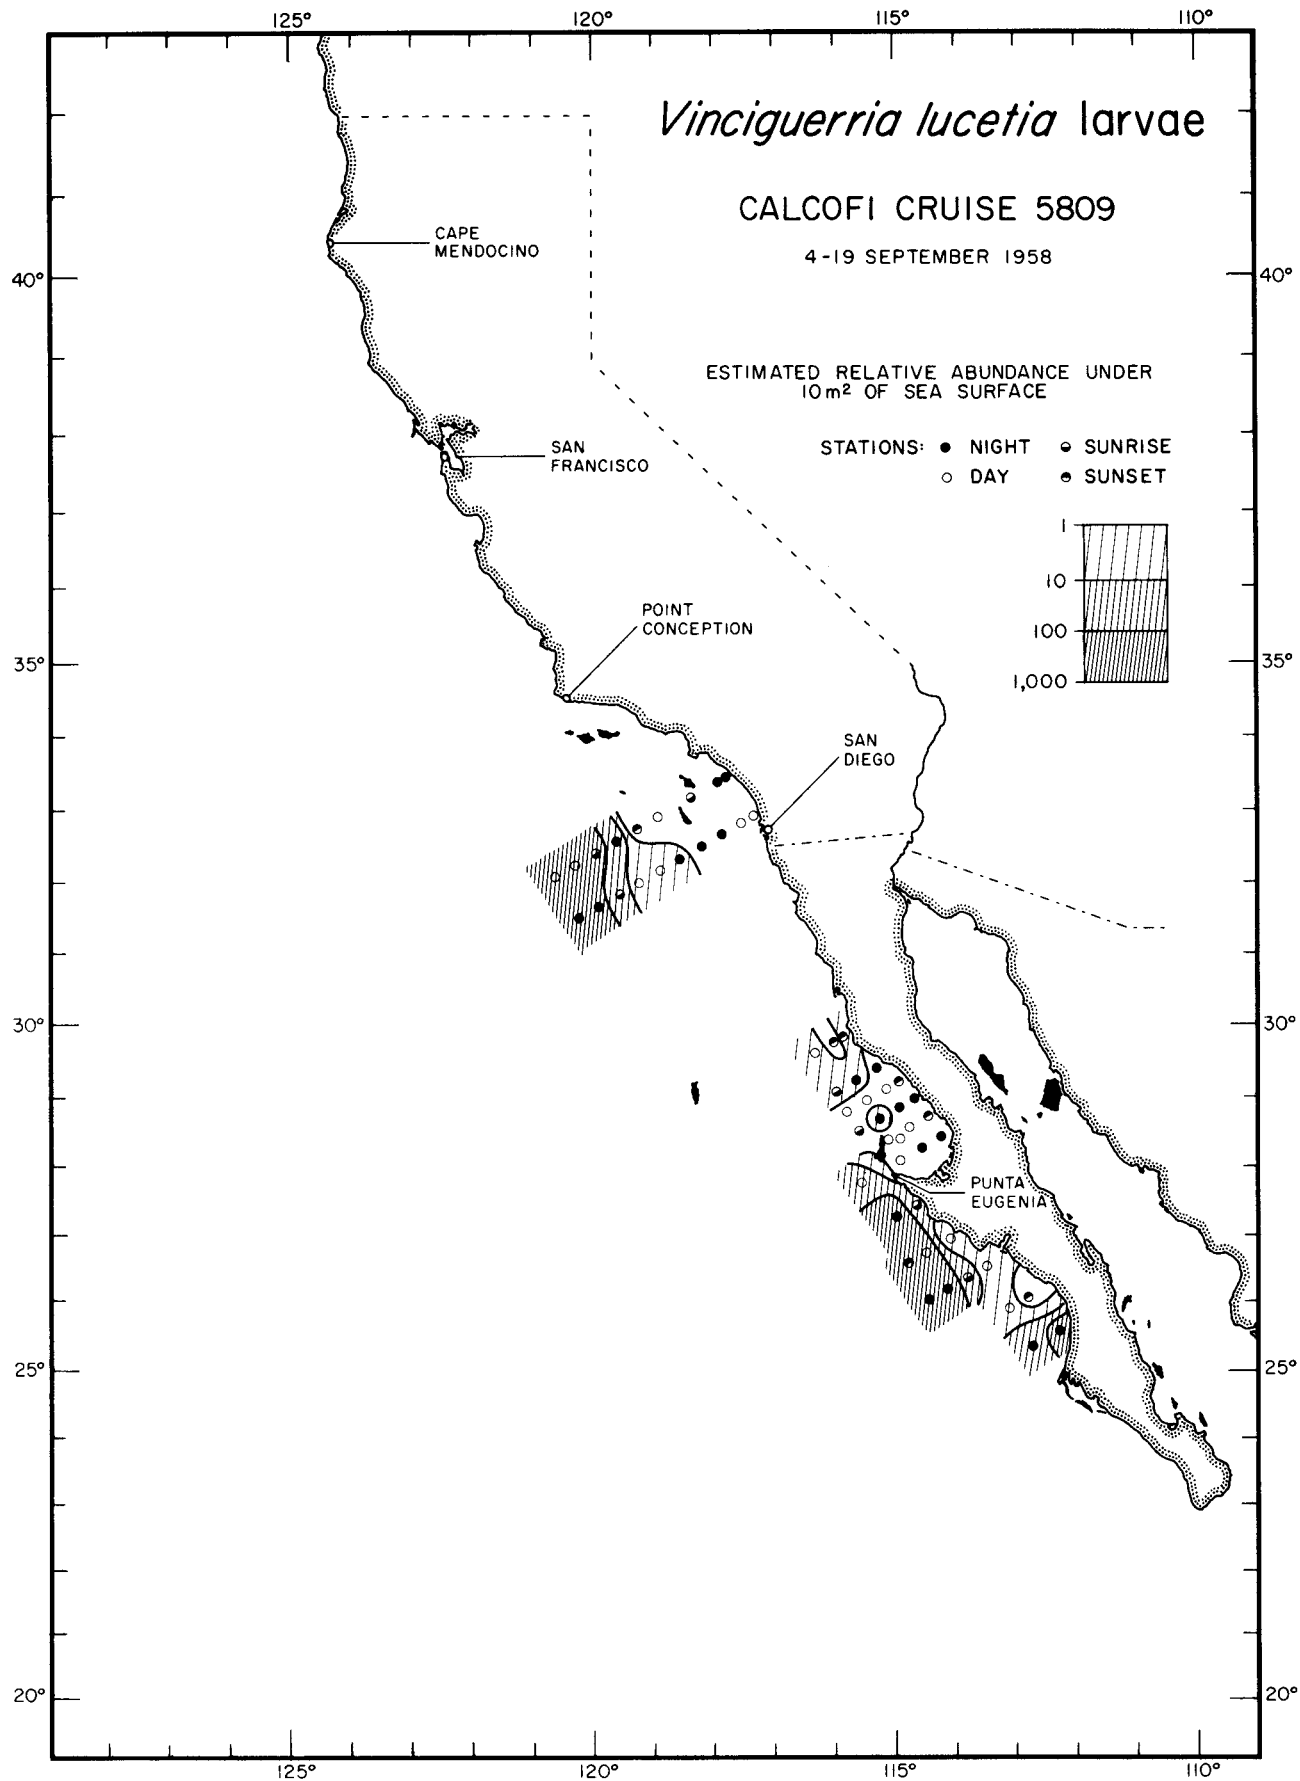 125° 120° 115° 110°
Vinciguerria lucetia larvae
CALCOFI CRUISE 5809
4-19 SEPTEMBER 1958
CAPE
MENDOCINO
40° 40°
ESTIMATED RELATIVE ABUNDANCE UNDER
10m² OF SEA SURFACE
STATIONS: NIGHT SUNRISE
DAY SUNSET
SAN
FRANCISCO
1
10
100
1,000
POINT
CONCEPTION
35° 35°
SAN
DIEGO
30° 30°
PUNTA
EUGENIA
25° 25°
20° 20°
125° 120° 115° 110°